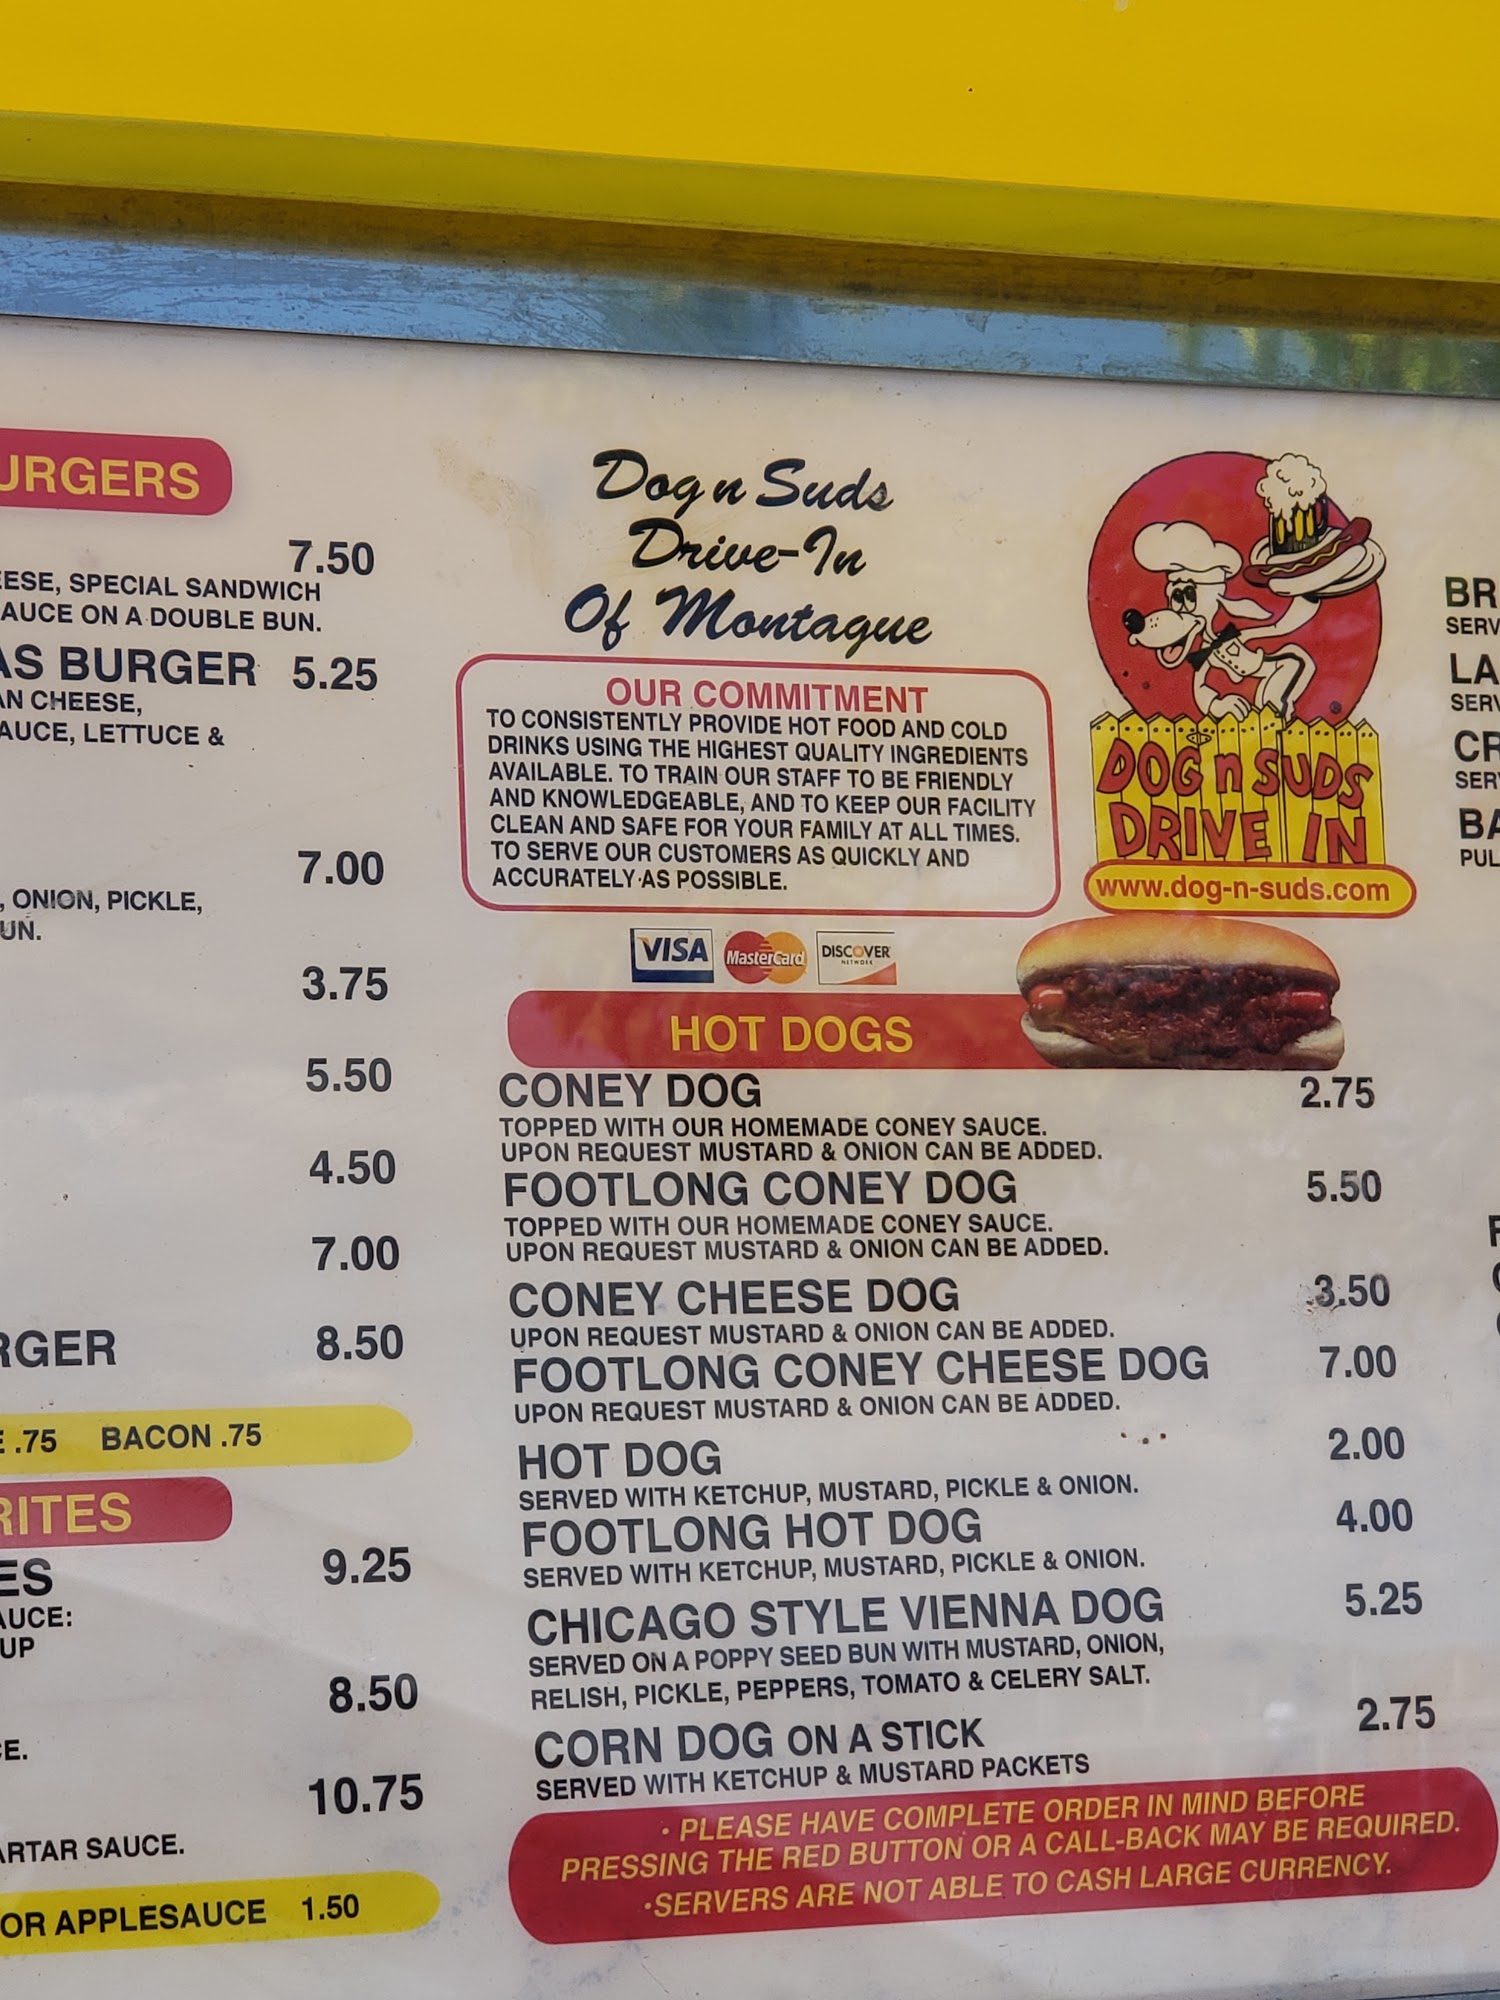 URGERS
7.50
EESE, SPECIAL SANDWICH
AUCE ON A DOUBLE BUN.
AS BURGER 5.25
AN CHEESE,
AUCE, LETTUCE &
7.00
, ONION, PICKLE,
UN.
3.75
5.50
4.50
7.00
RGER 8.50
E .75 BACON .75
RITES
ES 9.25
AUCE:
UP
8.50
CE.
10.75
ARTAR SAUCE.
OR APPLESAUCE 1.50
Dog n Suds
Drive-In
Of Montague
OUR COMMITMENT
TO CONSISTENTLY PROVIDE HOT FOOD AND COLD
DRINKS USING THE HIGHEST QUALITY INGREDIENTS
AVAILABLE. TO TRAIN OUR STAFF TO BE FRIENDLY
AND KNOWLEDGEABLE, AND TO KEEP OUR FACILITY
CLEAN AND SAFE FOR YOUR FAMILY AT ALL TIMES.
TO SERVE OUR CUSTOMERS AS QUICKLY AND
ACCURATELY AS POSSIBLE.
DOG n SUDS
DRIVE IN
www.dog-n-suds.com
VISA MasterCard DISCOVER
NETWORK
HOT DOGS
CONEY DOG 2.75
TOPPED WITH OUR HOMEMADE CONEY SAUCE.
UPON REQUEST MUSTARD & ONION CAN BE ADDED.
FOOTLONG CONEY DOG 5.50
TOPPED WITH OUR HOMEMADE CONEY SAUCE.
UPON REQUEST MUSTARD & ONION CAN BE ADDED.
CONEY CHEESE DOG 3.50
UPON REQUEST MUSTARD & ONION CAN BE ADDED.
FOOTLONG CONEY CHEESE DOG 7.00
UPON REQUEST MUSTARD & ONION CAN BE ADDED.
HOT DOG 2.00
SERVED WITH KETCHUP, MUSTARD, PICKLE & ONION.
FOOTLONG HOT DOG 4.00
SERVED WITH KETCHUP, MUSTARD, PICKLE & ONION.
CHICAGO STYLE VIENNA DOG 5.25
SERVED ON A POPPY SEED BUN WITH MUSTARD, ONION,
RELISH, PICKLE, PEPPERS, TOMATO & CELERY SALT.
CORN DOG ON A STICK 2.75
SERVED WITH KETCHUP & MUSTARD PACKETS
• PLEASE HAVE COMPLETE ORDER IN MIND BEFORE
PRESSING THE RED BUTTON OR A CALL-BACK MAY BE REQUIRED.
•SERVERS ARE NOT ABLE TO CASH LARGE CURRENCY.
BR
SERV
LA
SERV
CR
SER
BA
PUL